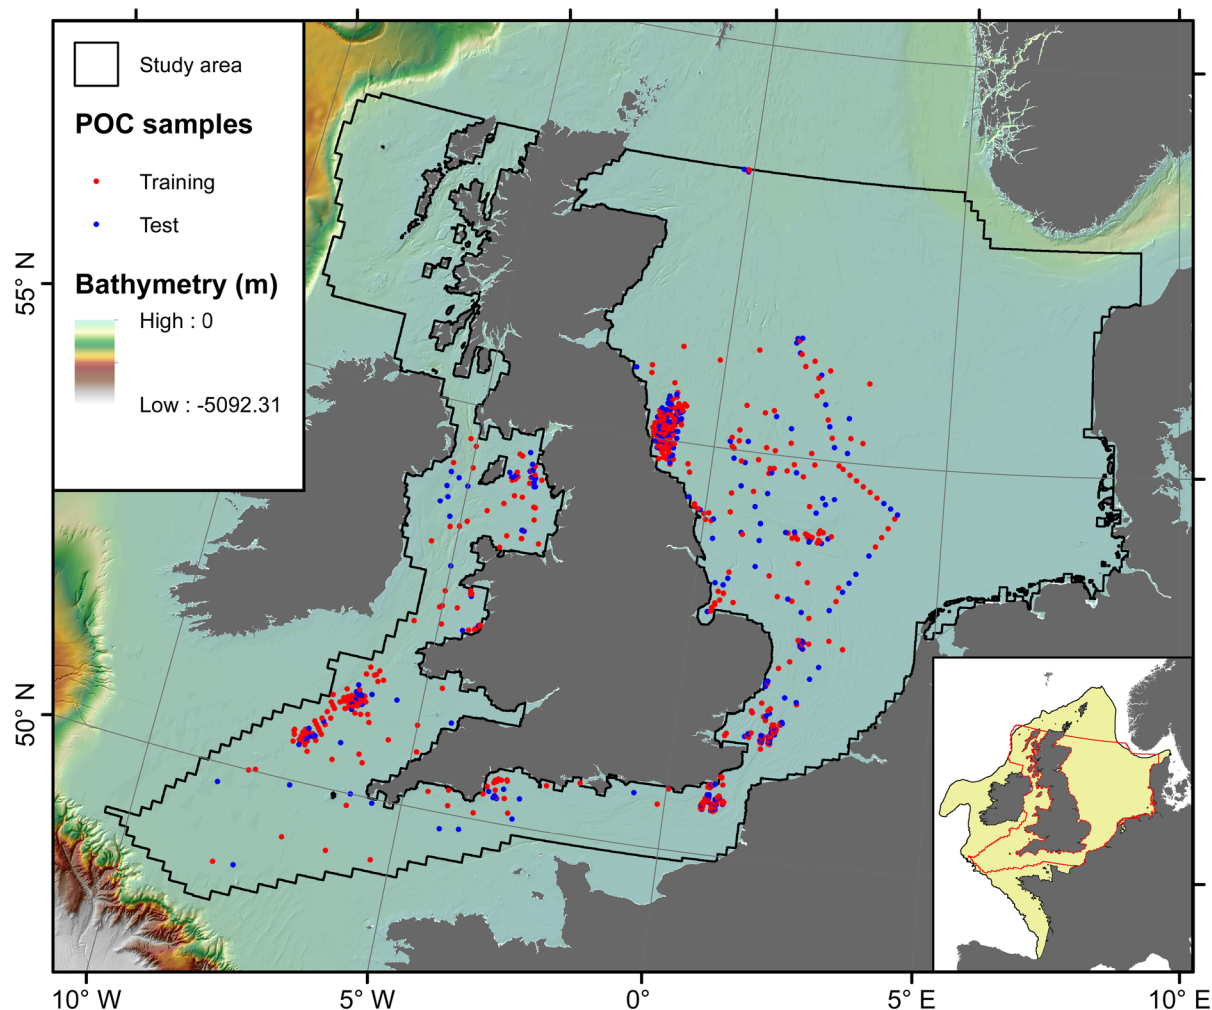 Study area
POC samples
Training
Test
Bathymetry (m)
High : 0
Low : -5092.31
55° N
50° N
10° W
5° W
0°
5° E
10° E